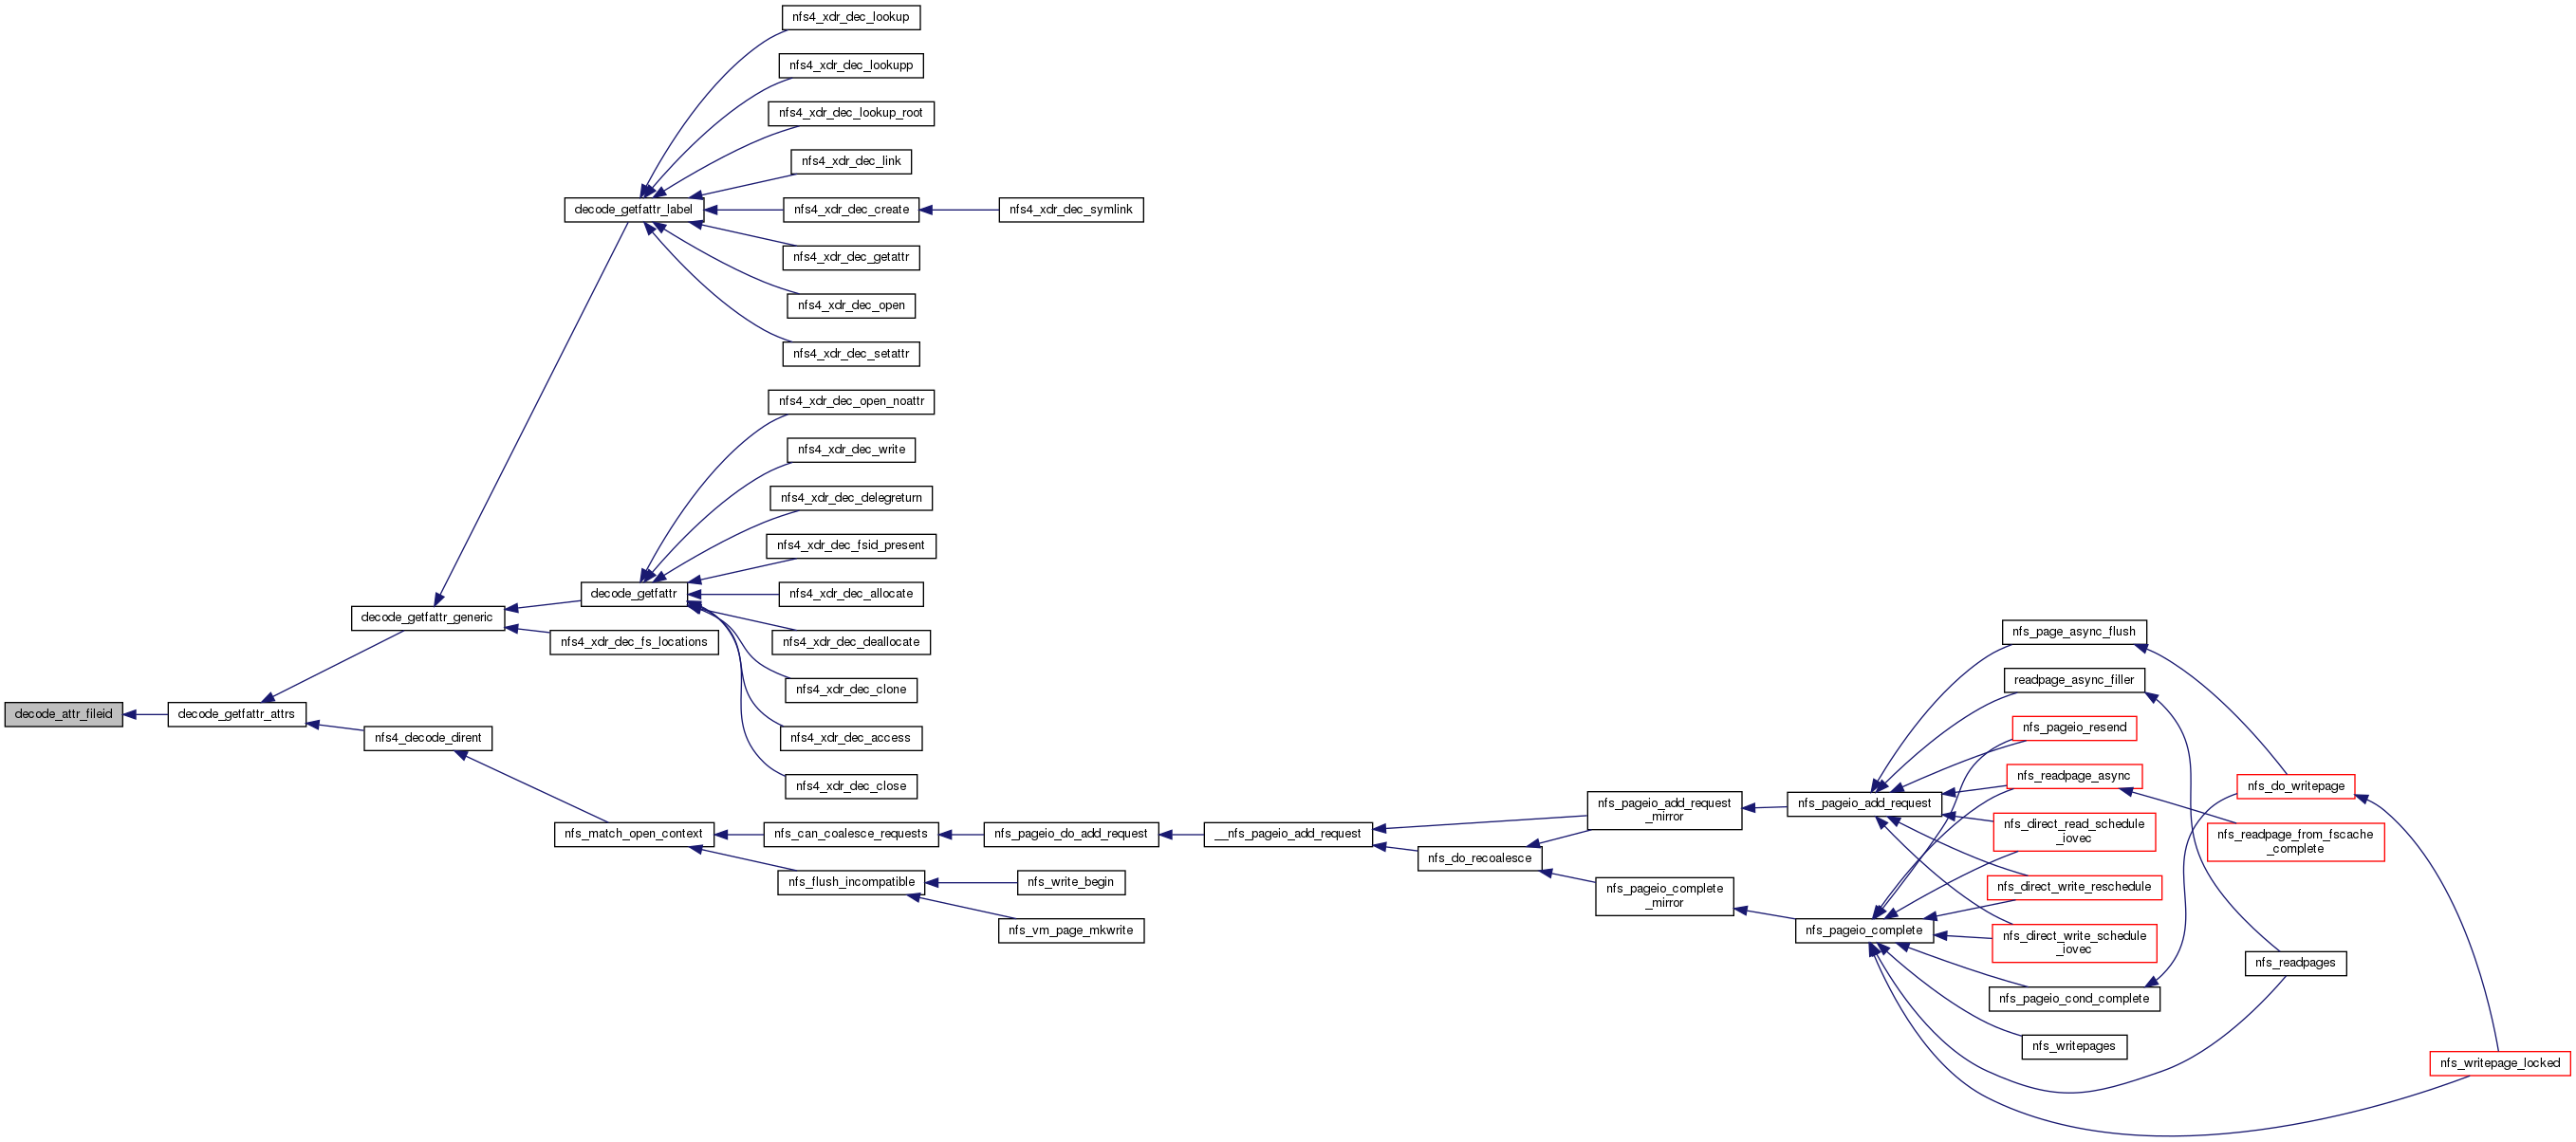 nfs4_xdr_dec_lookup
nfs4_xdr_dec_lookupp
nfs4_xdr_dec_lookup_root
nfs4_xdr_dec_link
decode_getfattr_label
nfs4_xdr_dec_create
nfs4_xdr_dec_symlink
nfs4_xdr_dec_getattr
nfs4_xdr_dec_open
nfs4_xdr_dec_setattr
nfs4_xdr_dec_open_noattr
nfs4_xdr_dec_write
nfs4_xdr_dec_delegreturn
nfs4_xdr_dec_fsid_present
decode_getfattr
nfs4_xdr_dec_allocate
decode_getfattr_generic
nfs4_xdr_dec_fs_locations
nfs4_xdr_dec_deallocate
nfs4_xdr_dec_clone
decode_attr_fileid
decode_getfattr_attrs
nfs4_decode_dirent
nfs4_xdr_dec_access
nfs4_xdr_dec_close
nfs_match_open_context
nfs_can_coalesce_requests
nfs_pageio_do_add_request
__nfs_pageio_add_request
nfs_flush_incompatible
nfs_write_begin
nfs_vm_page_mkwrite
nfs_do_recoalesce
nfs_pageio_add_request
_mirror
nfs_pageio_complete
_mirror
nfs_pageio_add_request
nfs_pageio_complete
nfs_page_async_flush
readpage_async_filler
nfs_pageio_resend
nfs_readpage_async
nfs_direct_read_schedule
_iovec
nfs_direct_write_reschedule
nfs_direct_write_schedule
_iovec
nfs_pageio_cond_complete
nfs_writepages
nfs_do_writepage
nfs_readpage_from_fscache
_complete
nfs_readpages
nfs_writepage_locked